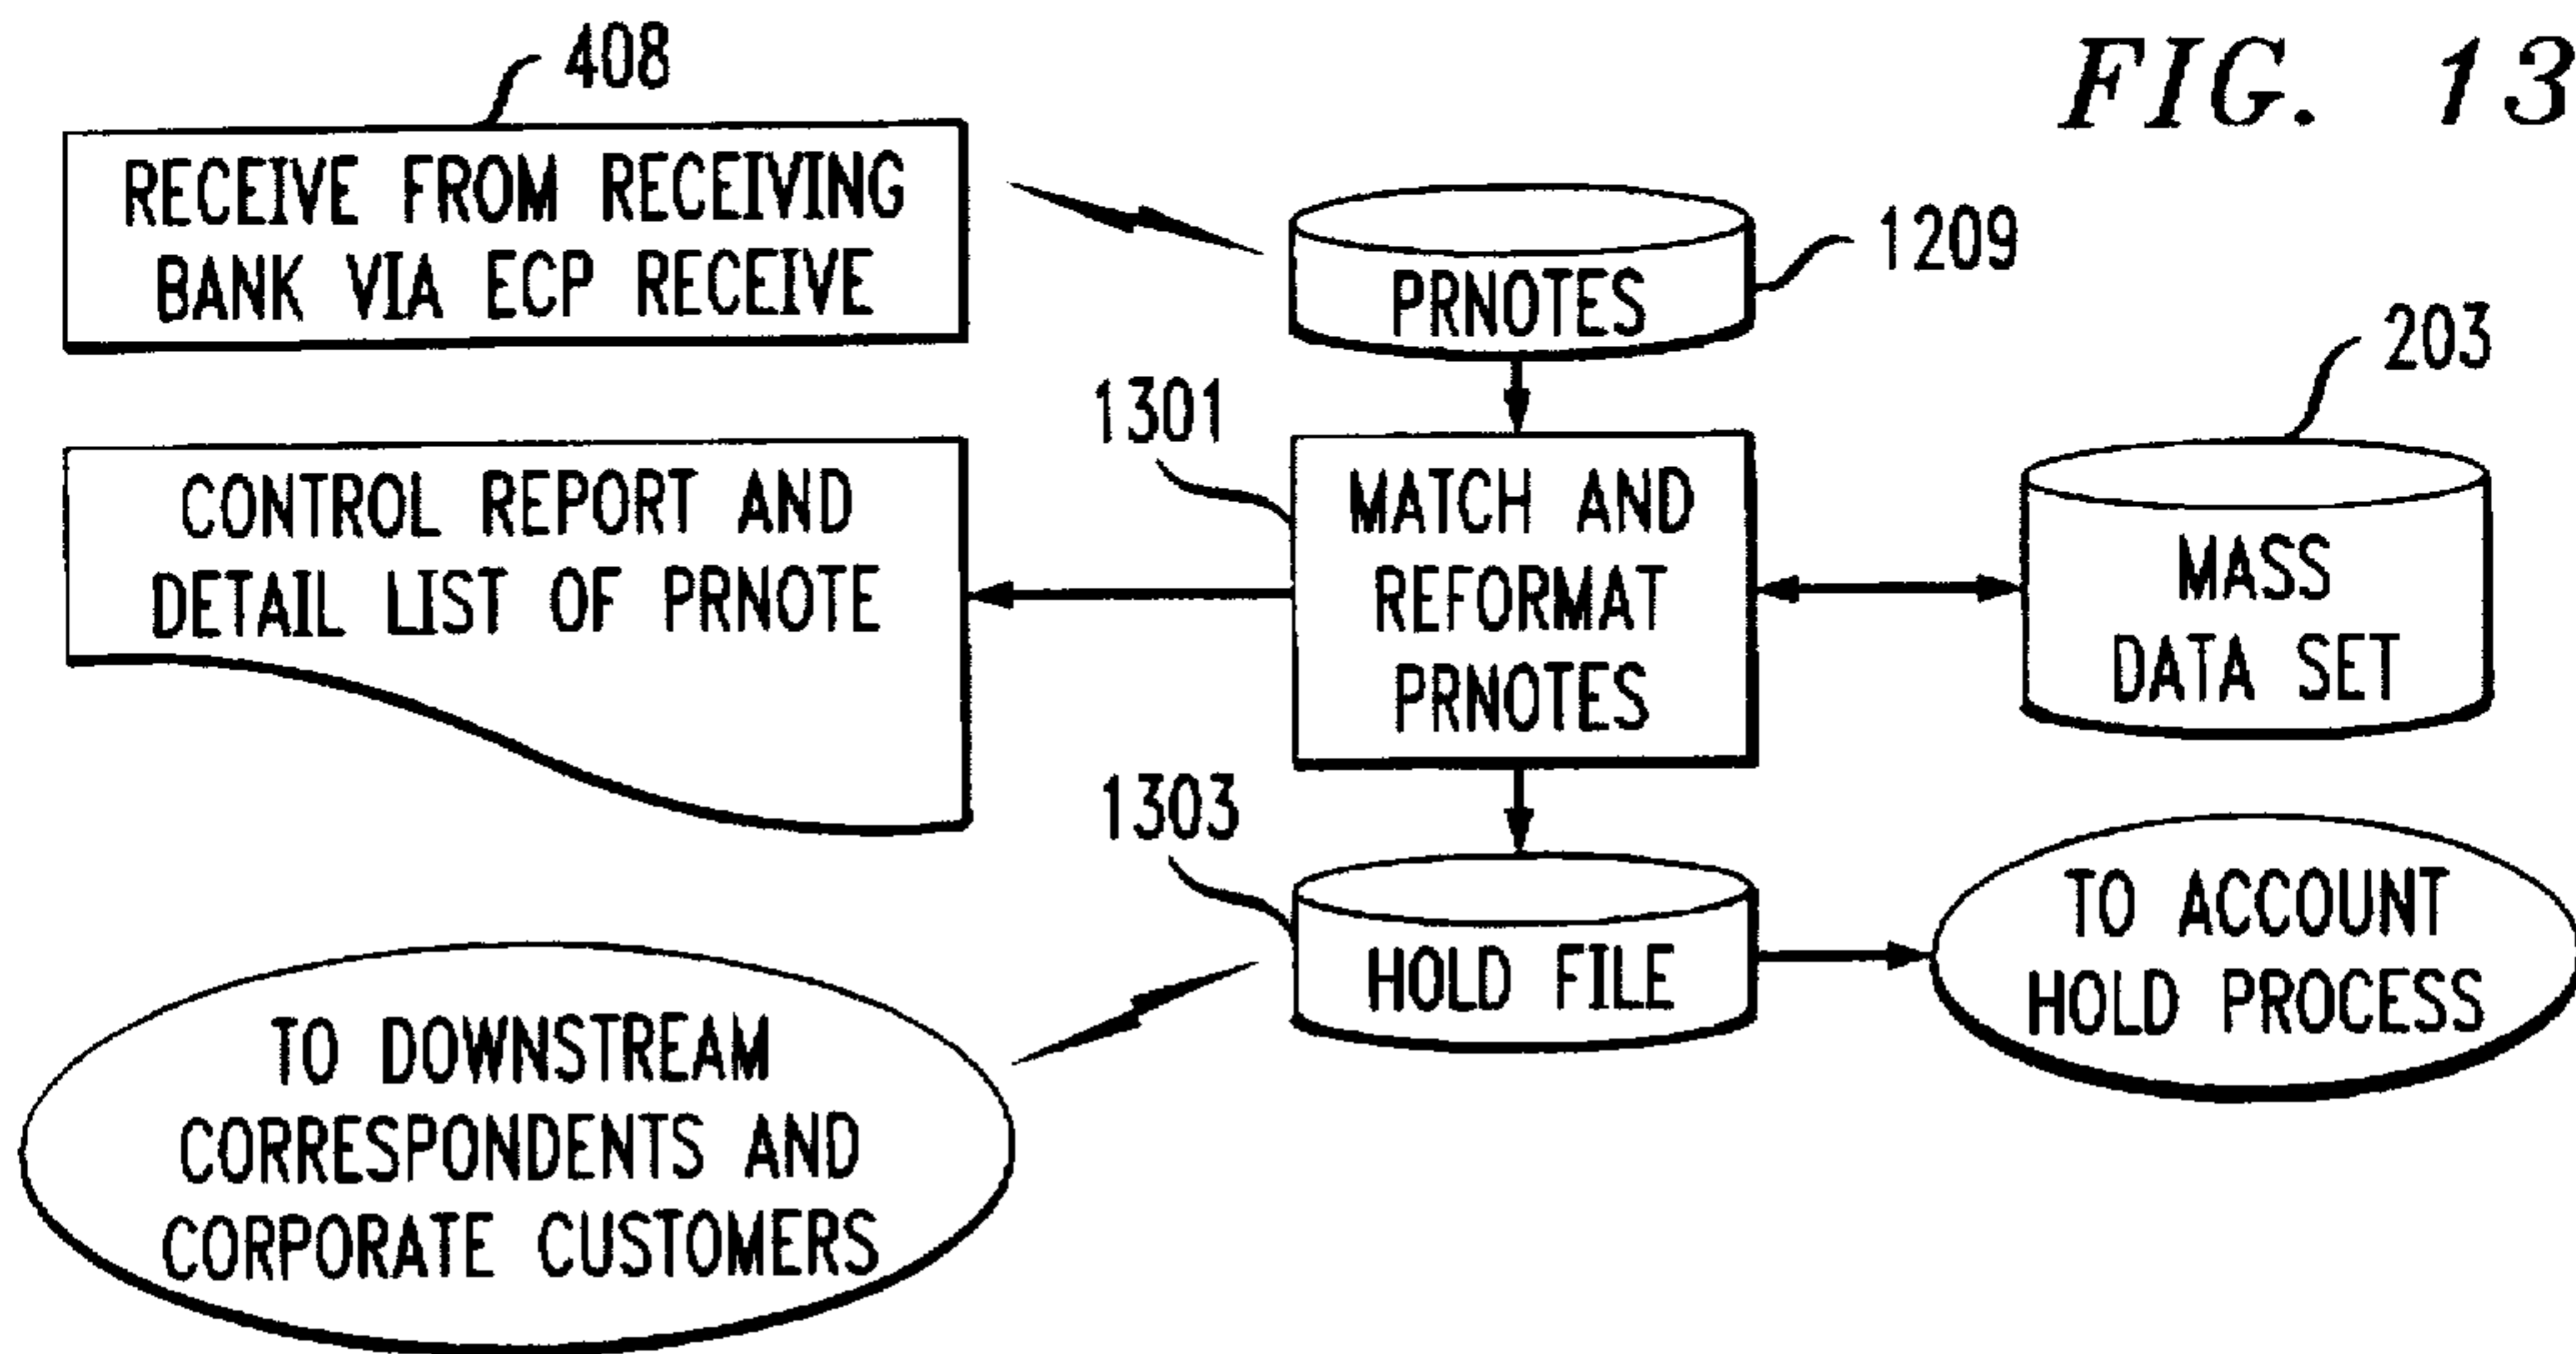 FIG. 13
408
RECEIVE FROM RECEIVING
BANK VIA ECP RECEIVE
PRNOTES
1209
203
1301
CONTROL REPORT AND
DETAIL LIST OF PRNOTE
MATCH AND
REFORMAT
PRNOTES
MASS
DATA SET
1303
HOLD FILE
TO ACCOUNT
HOLD PROCESS
TO DOWNSTREAM
CORRESPONDENTS AND
CORPORATE CUSTOMERS